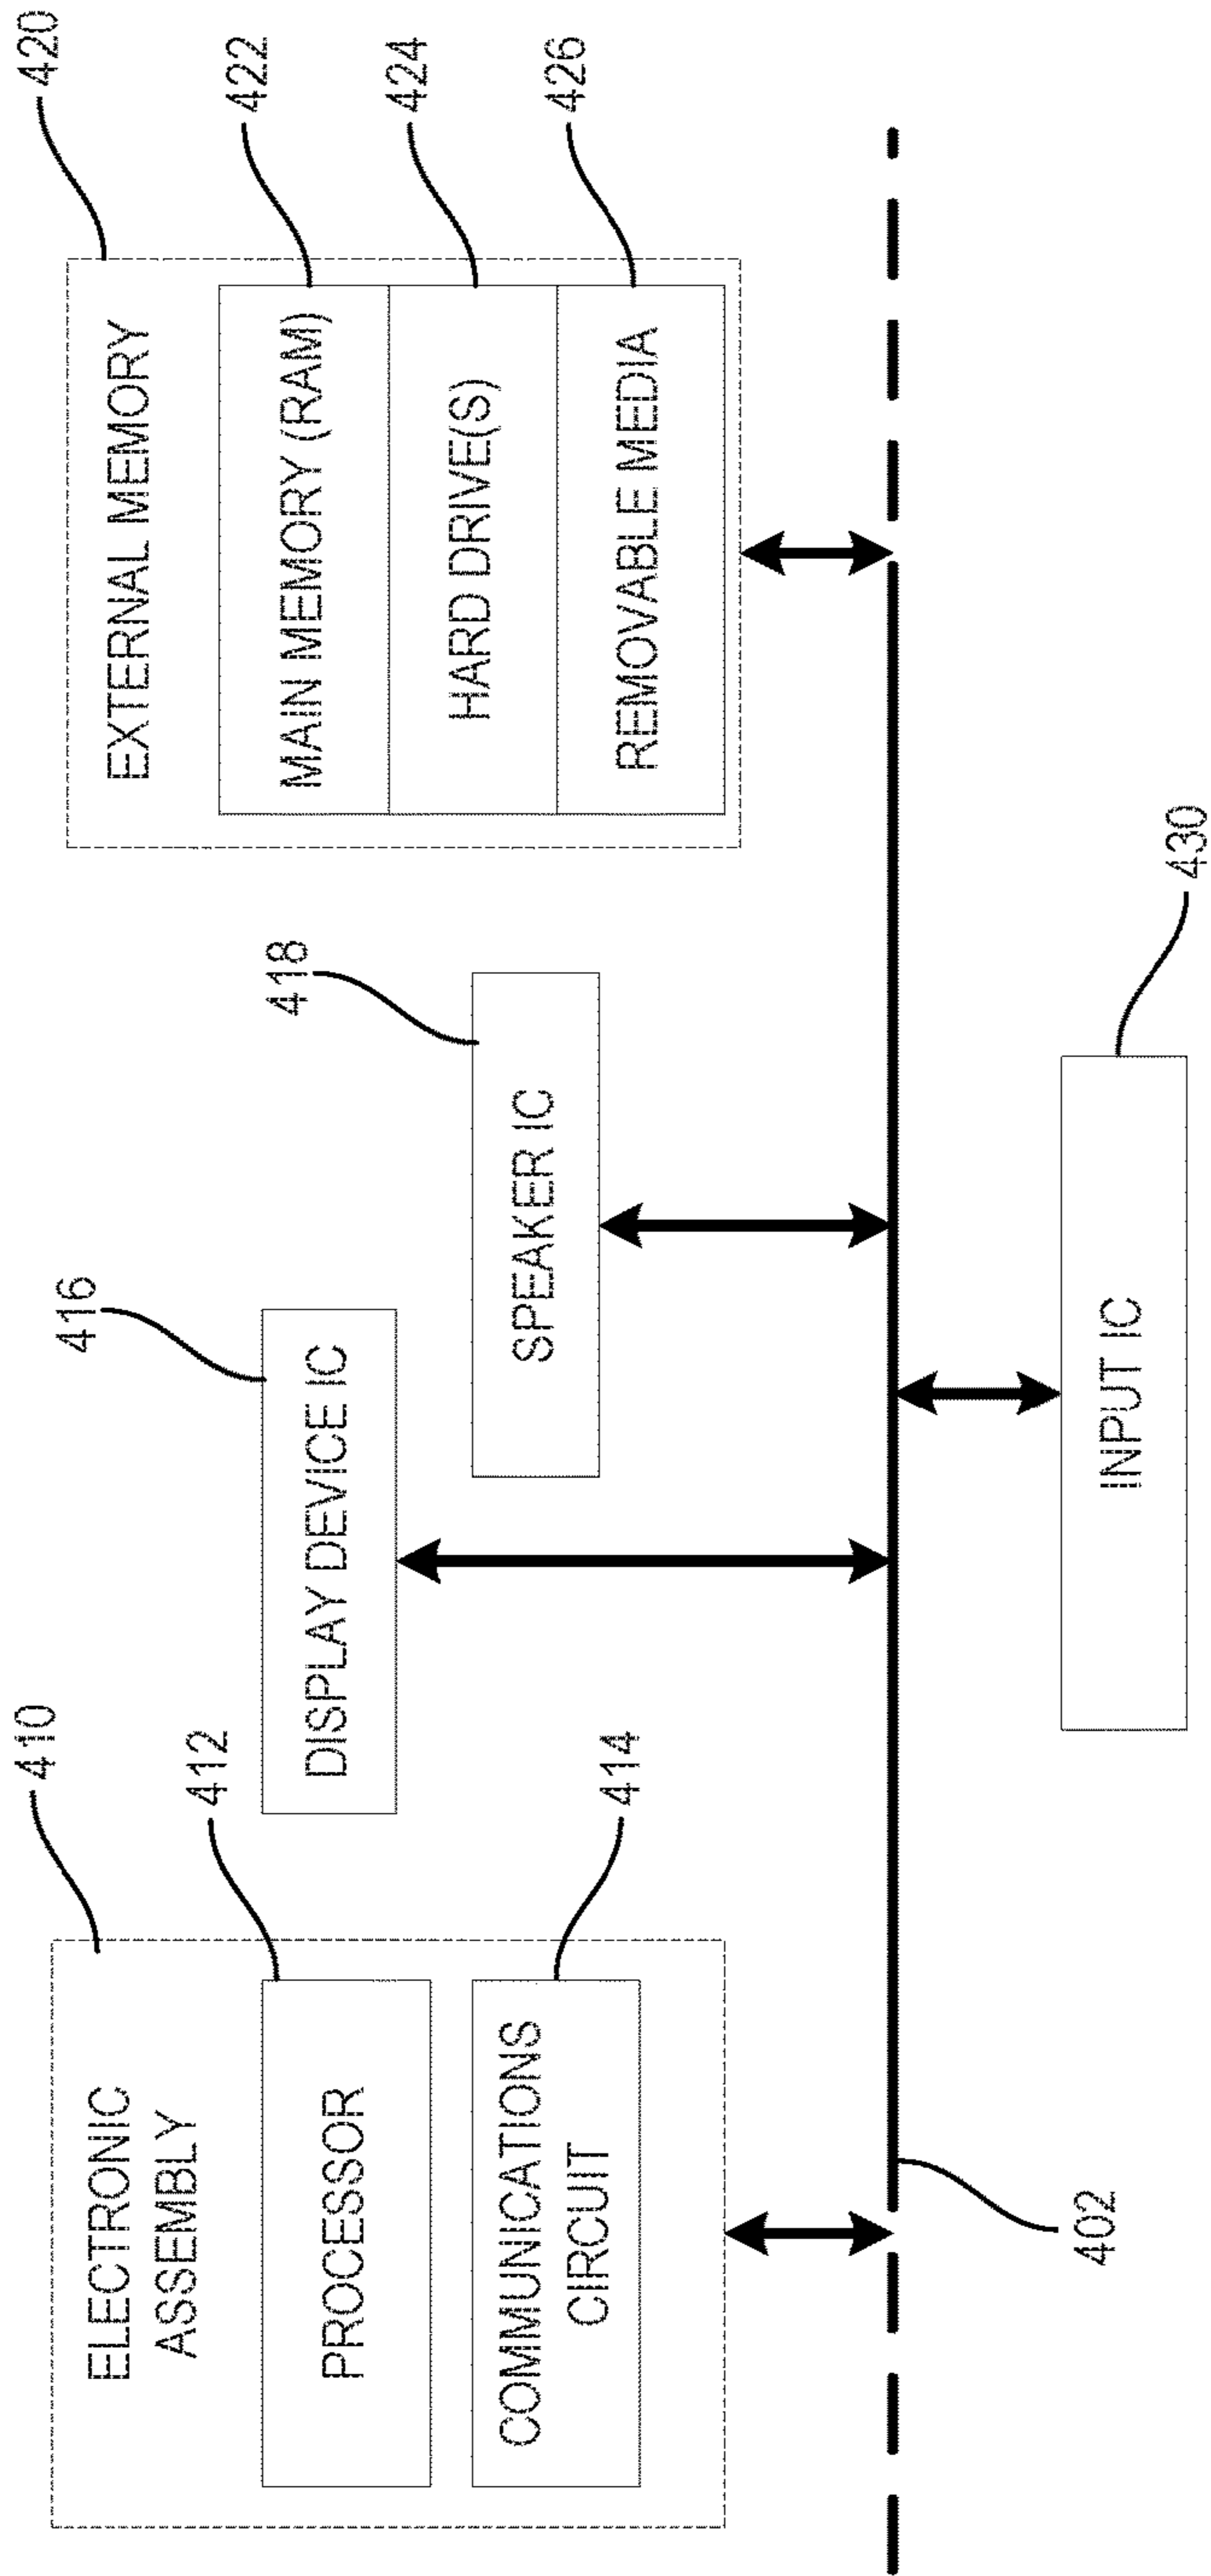 410
ELECTRONIC
ASSEMBLY
412
PROCESSOR
COMMUNICATIONS
CIRCUIT
414
416
DISPLAY DEVICE IC
418
SPEAKER IC
420
EXTERNAL MEMORY
422
MAIN MEMORY (RAM)
424
HARD DRIVE(S)
426
REMOVABLE MEDIA
402
INPUT IC
430